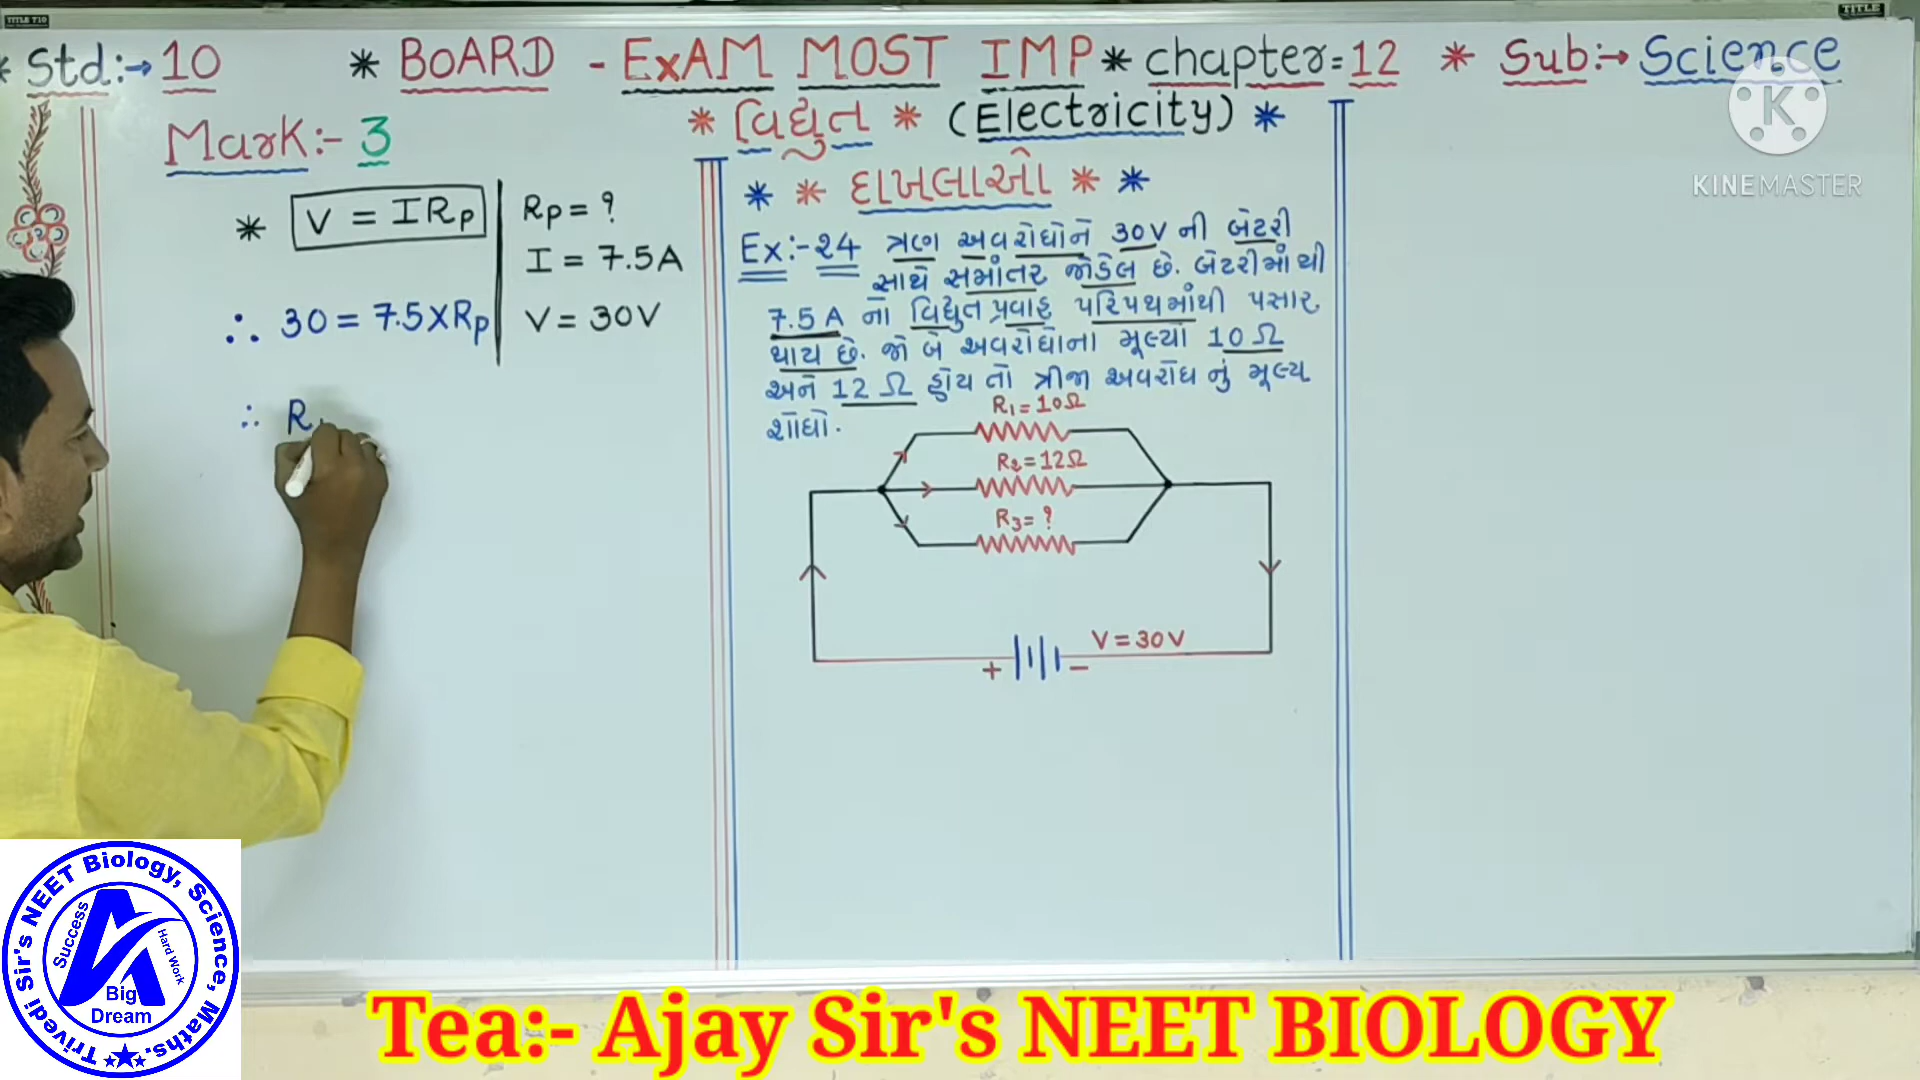 TITLE T10
TITLE
* Std:→ 10 * BOARD - ExAM MOST IMP * chapter = 12 * Sub:→ Science
* વિદ્યુત * (Electricity) *
Mark:- 3
* * દાખલાઓ * *
* V = IRp
Rp = ?
I = 7.5A
V = 30V
∴ 30 = 7.5 X Rp
∴ R
Ex:-24 ત્રણ અવરોધોને 30V ની બેટરી
સાથે સમાંતર જોડેલ છે. બેટરીમાંથી
7.5 A નો વિદ્યુતપ્રવાહ પરિપથમાંથી પસાર
થાય છે. જો બે અવરોધોના મૂલ્યો 10 Ω
અને 12 Ω હોય તો ત્રીજા અવરોધ નું મૂલ્ય
શોધો.
R1 = 10Ω
R2 = 12Ω
R3 = ?
V = 30V
+ −
K
KINEMASTER
Trivedi Sir's NEET Biology, Science, Maths.
Success
Hard Work
Big
Dream
Tea:- Ajay Sir's NEET BIOLOGY